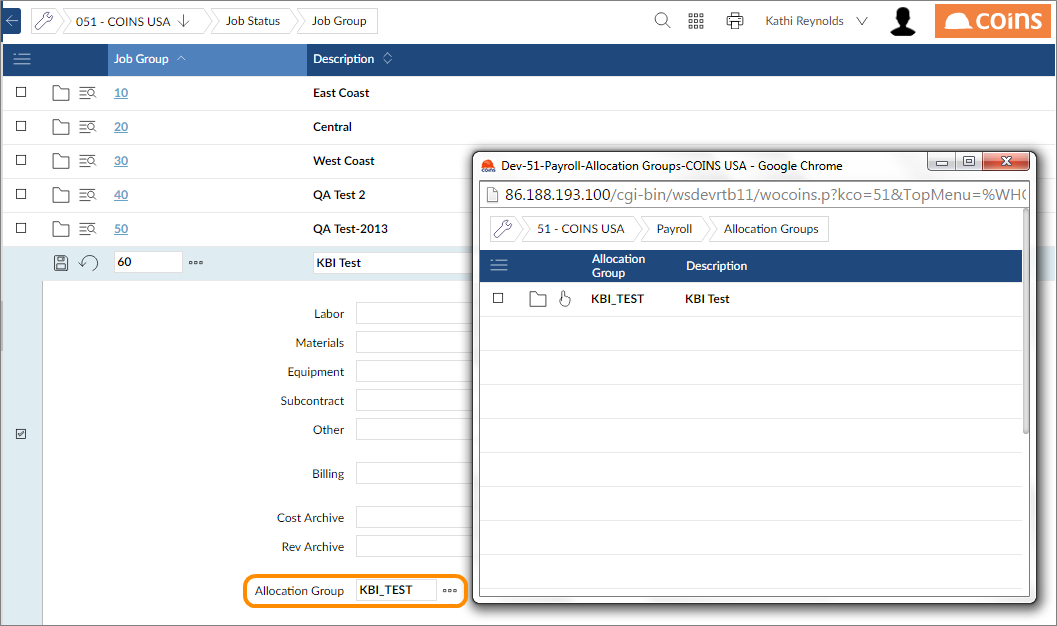 051 - COINS USA
Job Status
Job Group
Kathi Reynolds
coins
Job Group
Description
10
East Coast
20
Central
30
West Coast
40
QA Test 2
50
QA Test-2013
60
KBI Test
Labor
Materials
Equipment
Subcontract
Other
Billing
Cost Archive
Rev Archive
Allocation Group
KBI_TEST
coins
Dev-51-Payroll-Allocation Groups-COINS USA - Google Chrome
86.188.193.100/cgi-bin/wsdevrtb11/wocoins.p?kco=51&TopMenu=%WHO
51 - COINS USA
Payroll
Allocation Groups
Allocation
Group
Description
KBI_TEST
KBI Test